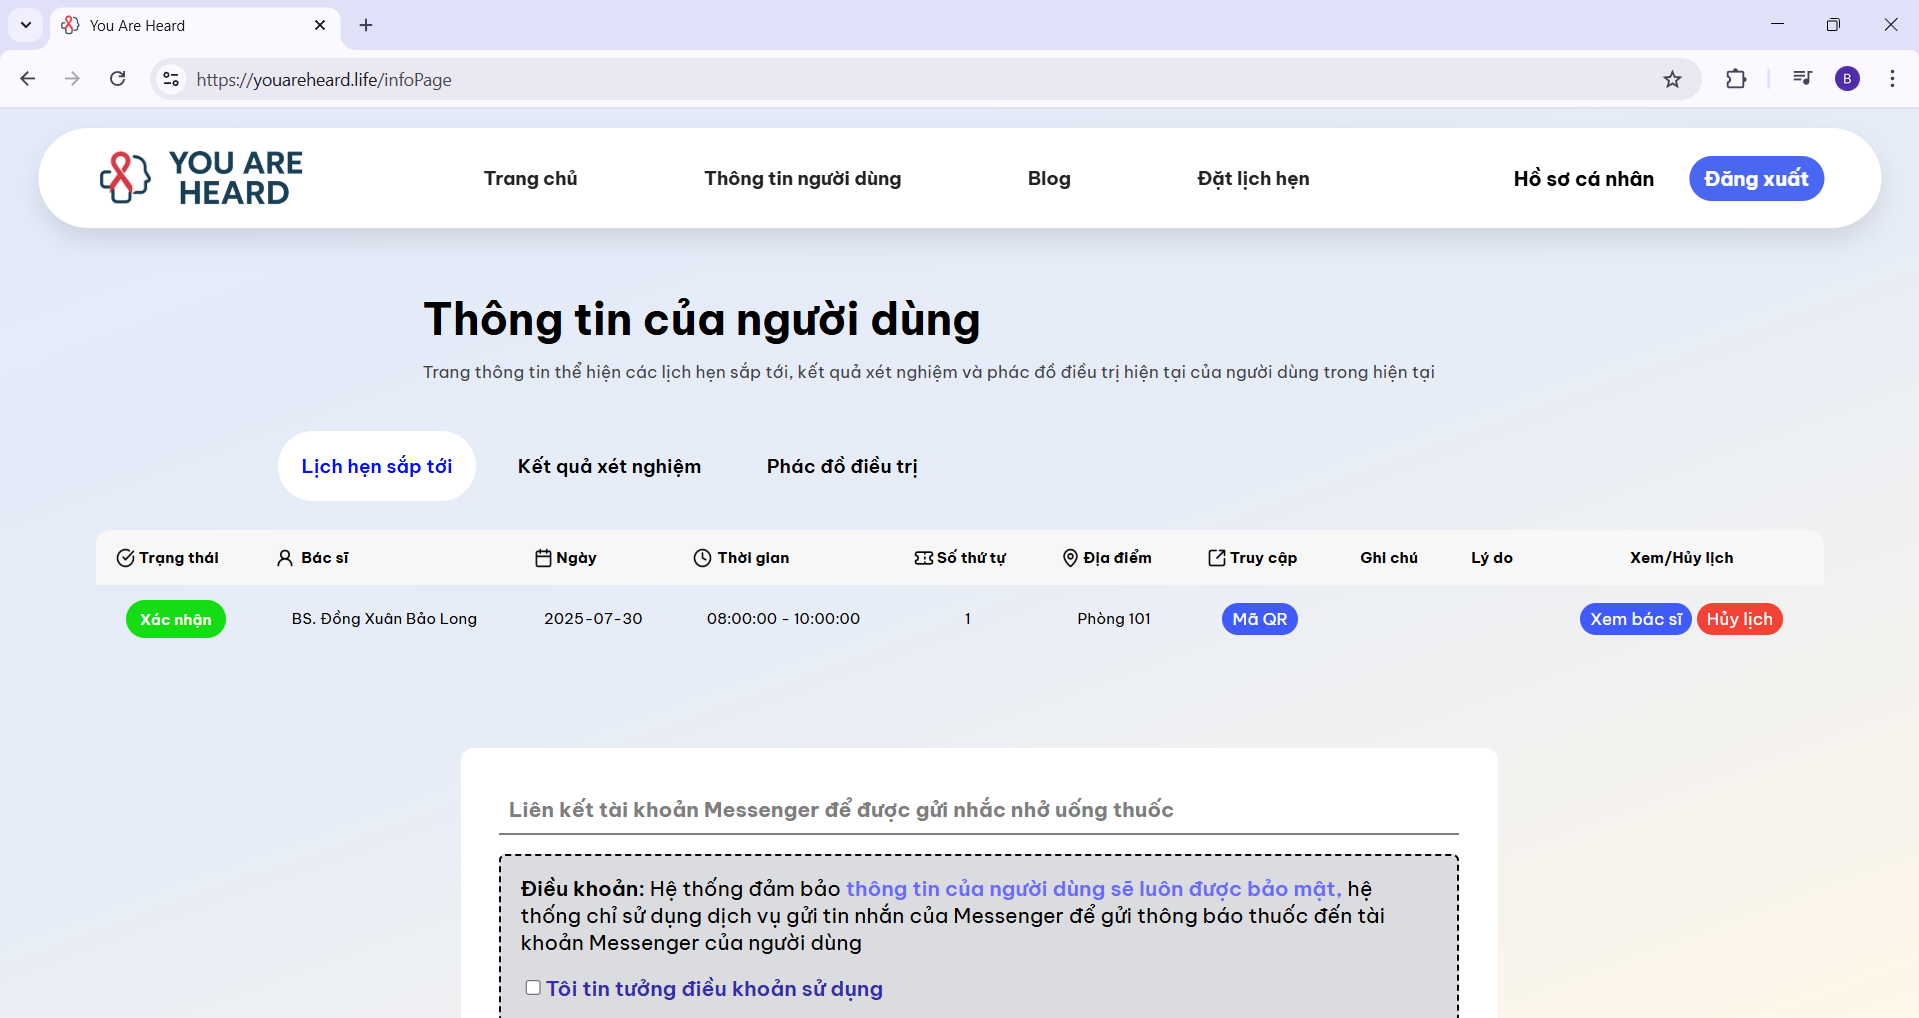 You Are Heard
https://youareheard.life/infoPage
B
YOU ARE
HEARD
Trang chủ
Thông tin người dùng
Blog
Đặt lịch hẹn
Hồ sơ cá nhân
Đăng xuất
Thông tin của người dùng
Trang thông tin thể hiện các lịch hẹn sắp tới, kết quả xét nghiệm và phác đồ điều trị hiện tại của người dùng trong hiện tại
Lịch hẹn sắp tới
Kết quả xét nghiệm
Phác đồ điều trị
Trạng thái Bác sĩ Ngày Thời gian Số thứ tự Địa điểm Truy cập Ghi chú Lý do Xem/Hủy lịch
Xác nhận BS. Đồng Xuân Bảo Long 2025-07-30 08:00:00 - 10:00:00 1 Phòng 101 Mã QR Xem bác sĩ Hủy lịch
Liên kết tài khoản Messenger để được gửi nhắc nhở uống thuốc
Điều khoản: Hệ thống đảm bảo thông tin của người dùng sẽ luôn được bảo mật, hệ
thống chỉ sử dụng dịch vụ gửi tin nhắn của Messenger để gửi thông báo thuốc đến tài
khoản Messenger của người dùng
Tôi tin tưởng điều khoản sử dụng